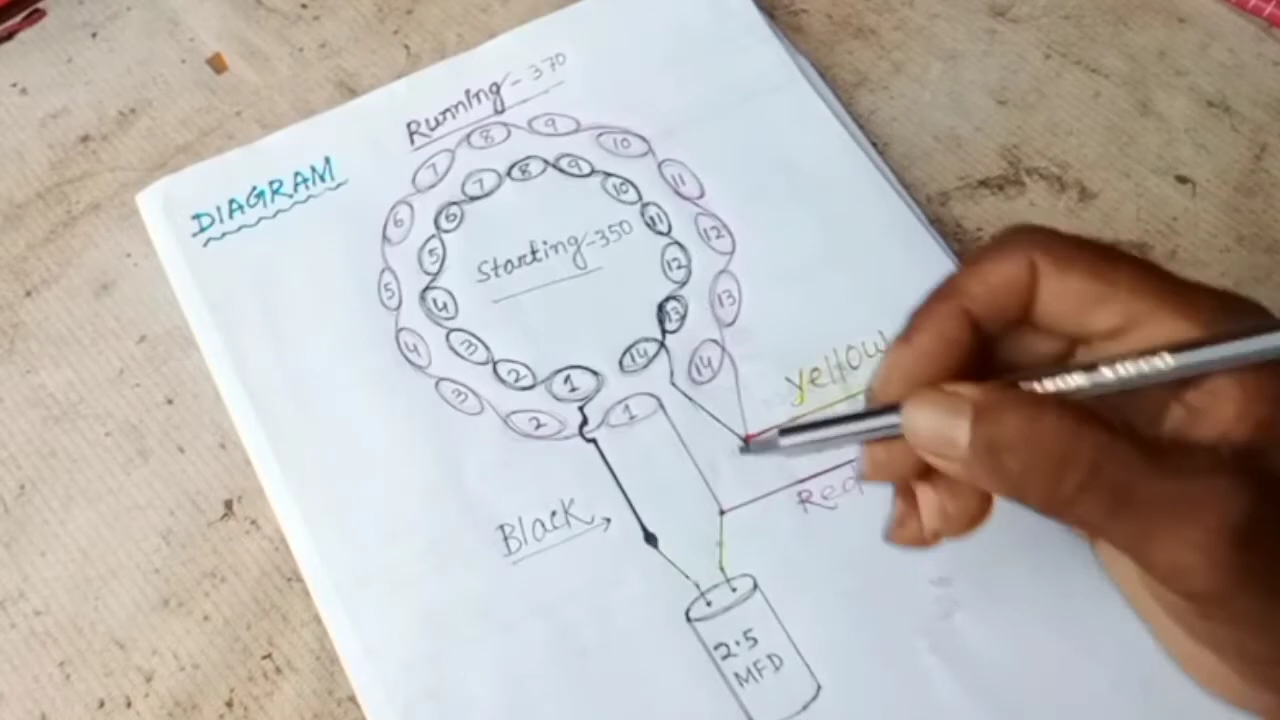 Running-370
DIAGRAM
8 9 10 11 12 13 14
7 6 5 4 3 2 1
8 9 10 11 12 13 14
7 6 5 4 3 2 1
Starting-350
yellow
Red
Black
2.5
MFD